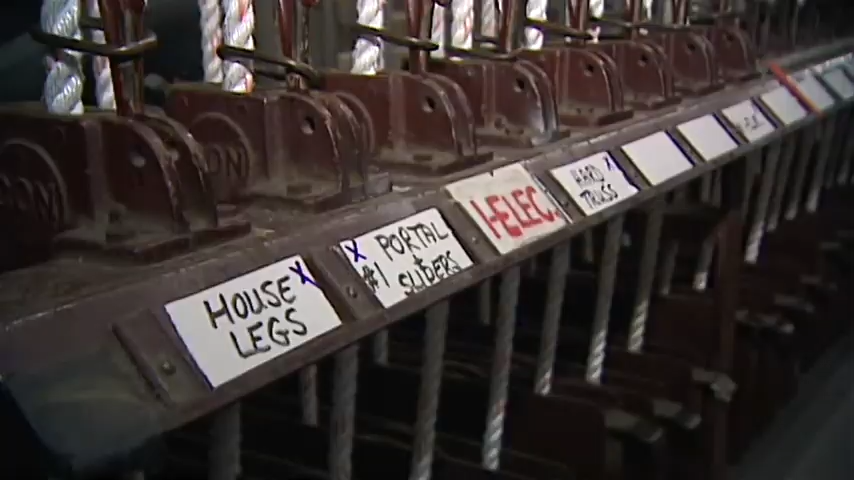 HOUSE X
LEGS
X PORTAL
#1 +
SLIDERS
1-ELEC.
HARD X
TRUSS